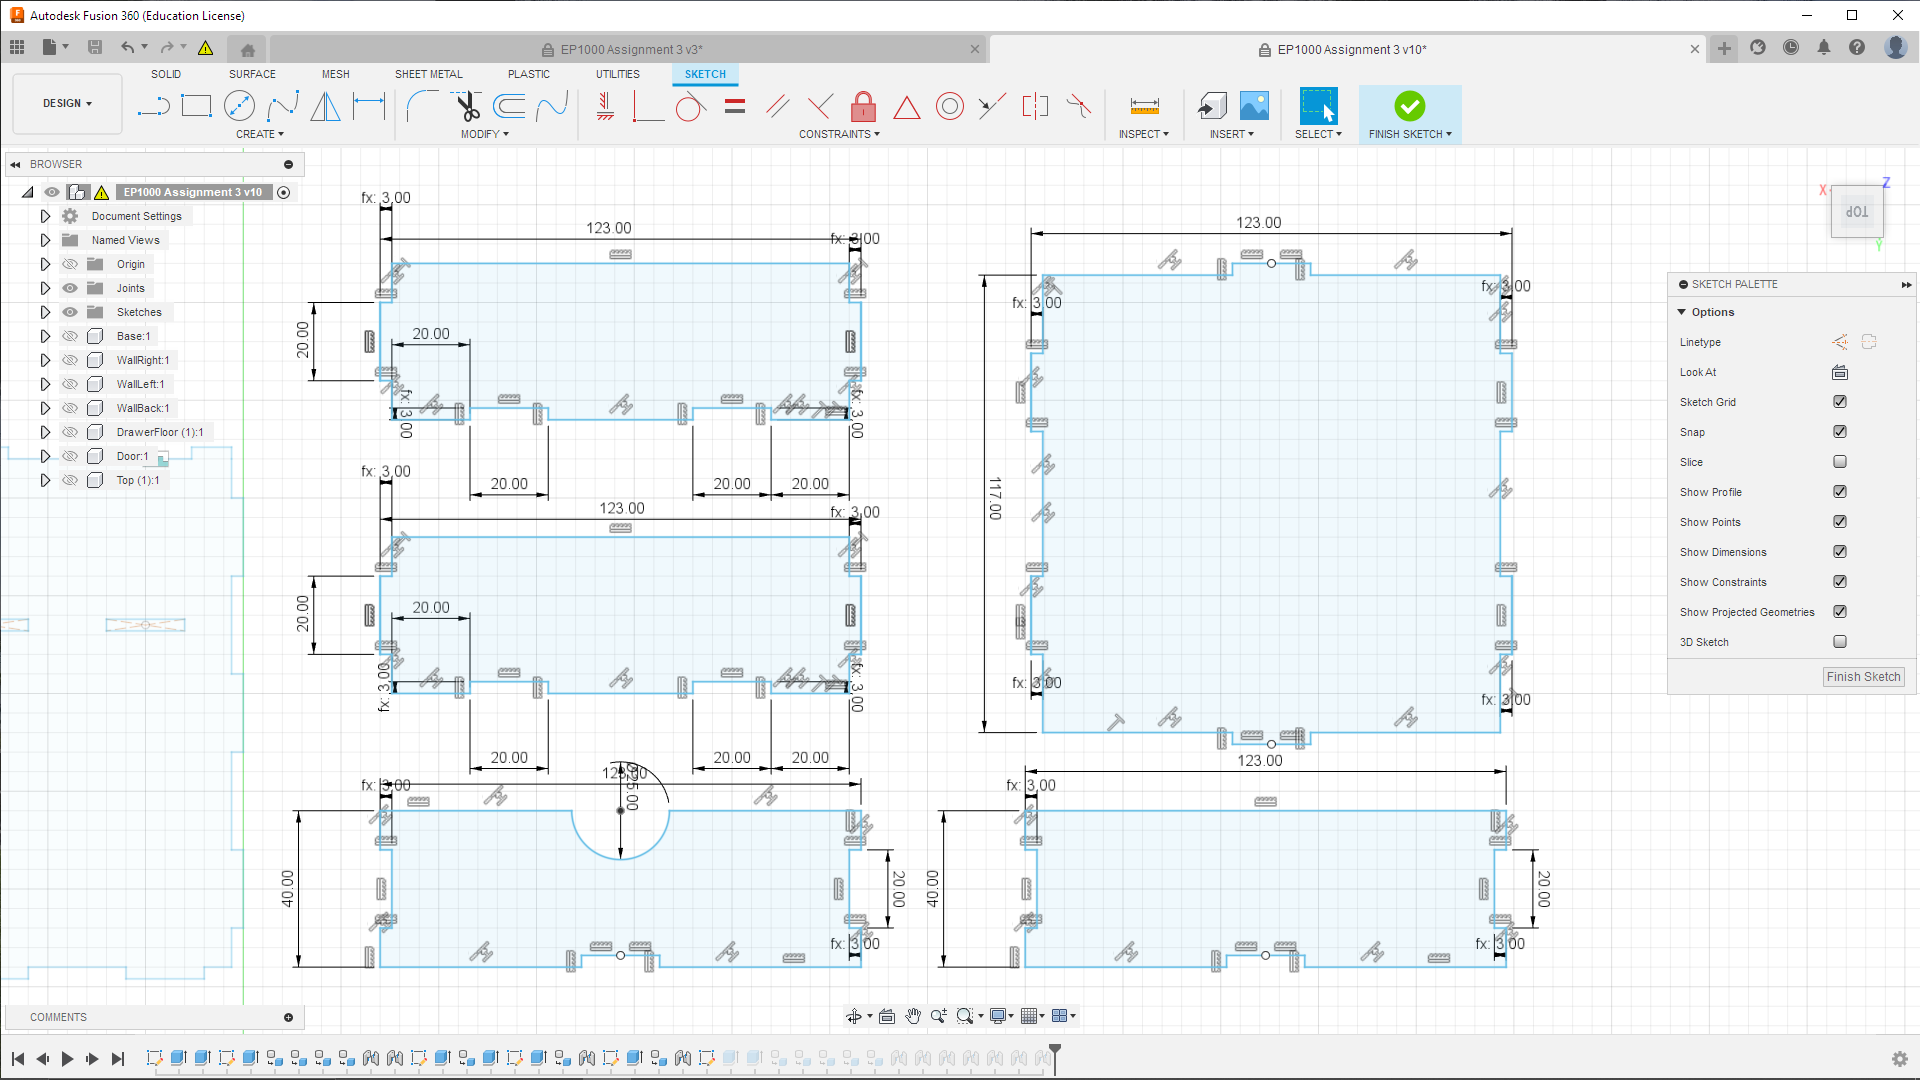 Autodesk Fusion 360 (Education License)
EP1000 Assignment 3 v3*
EP1000 Assignment 3 v10*
SOLID SURFACE MESH SHEET METAL PLASTIC UTILITIES SKETCH
DESIGN
CREATE MODIFY CONSTRAINTS INSPECT INSERT SELECT FINISH SKETCH
BROWSER
EP1000 Assignment 3 v10
Document Settings
Named Views
Origin
Joints
Sketches
Base:1
WallRight:1
WallLeft:1
WallBack:1
DrawerFloor (1):1
Door:1
Top (1):1
fx: 3.00
123.00
fx: 3.00
20.00
20.00
fx: 3.00
fx: 3.00
20.00
20.00
20.00
fx: 3.00
123.00
fx: 3.00
20.00
20.00
fx: 3.00
fx: 3.00
20.00
20.00
20.00
fx: 3.00
123.00
Ø25.00
40.00
20.00
fx: 3.00
123.00
fx: 3.00
fx: 3.00
117.00
fx: 3.00
fx: 3.00
123.00
fx: 3.00
40.00
20.00
fx: 3.00
TOP
X
Z
Y
SKETCH PALETTE
Options
Linetype
Look At
Sketch Grid
Snap
Slice
Show Profile
Show Points
Show Dimensions
Show Constraints
Show Projected Geometries
3D Sketch
Finish Sketch
COMMENTS